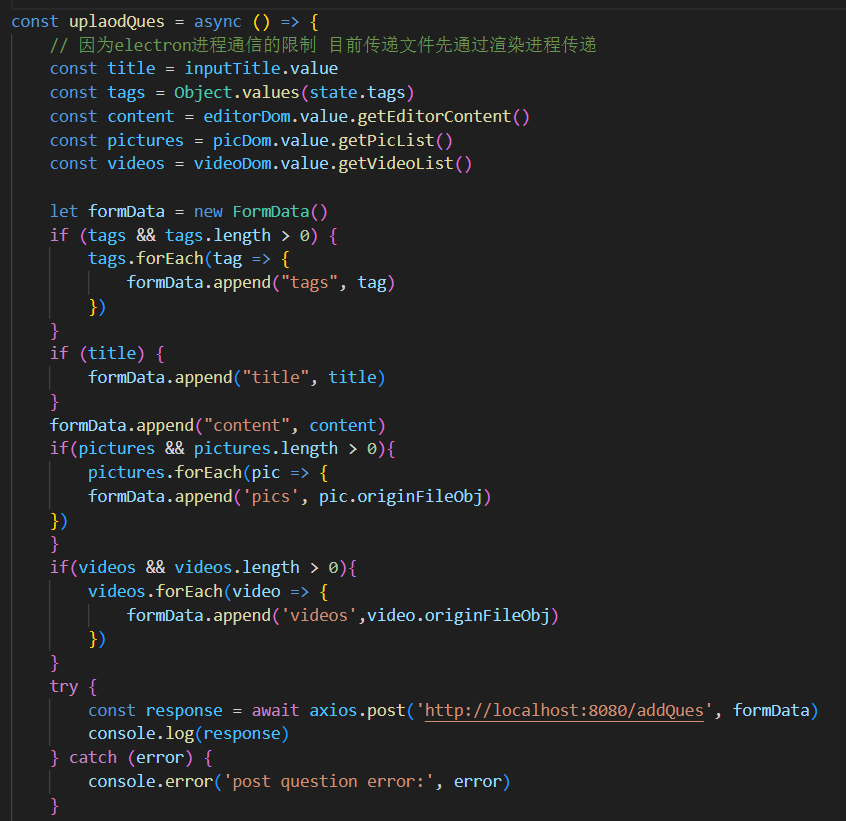 const uplaodQues = async () => {
    // 因为electron进程通信的限制 目前传递文件先通过渲染进程传递
    const title = inputTitle.value
    const tags = Object.values(state.tags)
    const content = editorDom.value.getEditorContent()
    const pictures = picDom.value.getPicList()
    const videos = videoDom.value.getVideoList()

    let formData = new FormData()
    if (tags && tags.length > 0) {
        tags.forEach(tag => {
            formData.append("tags", tag)
        })
    }
    if (title) {
        formData.append("title", title)
    }
    formData.append("content", content)
    if(pictures && pictures.length > 0){
        pictures.forEach(pic => {
        formData.append('pics', pic.originFileObj)
    })
    }
    if(videos && videos.length > 0){
        videos.forEach(video => {
            formData.append('videos',video.originFileObj)
        })
    }
    try {
        const response = await axios.post('http://localhost:8080/addQues', formData)
        console.log(response)
    } catch (error) {
        console.error('post question error:', error)
    }